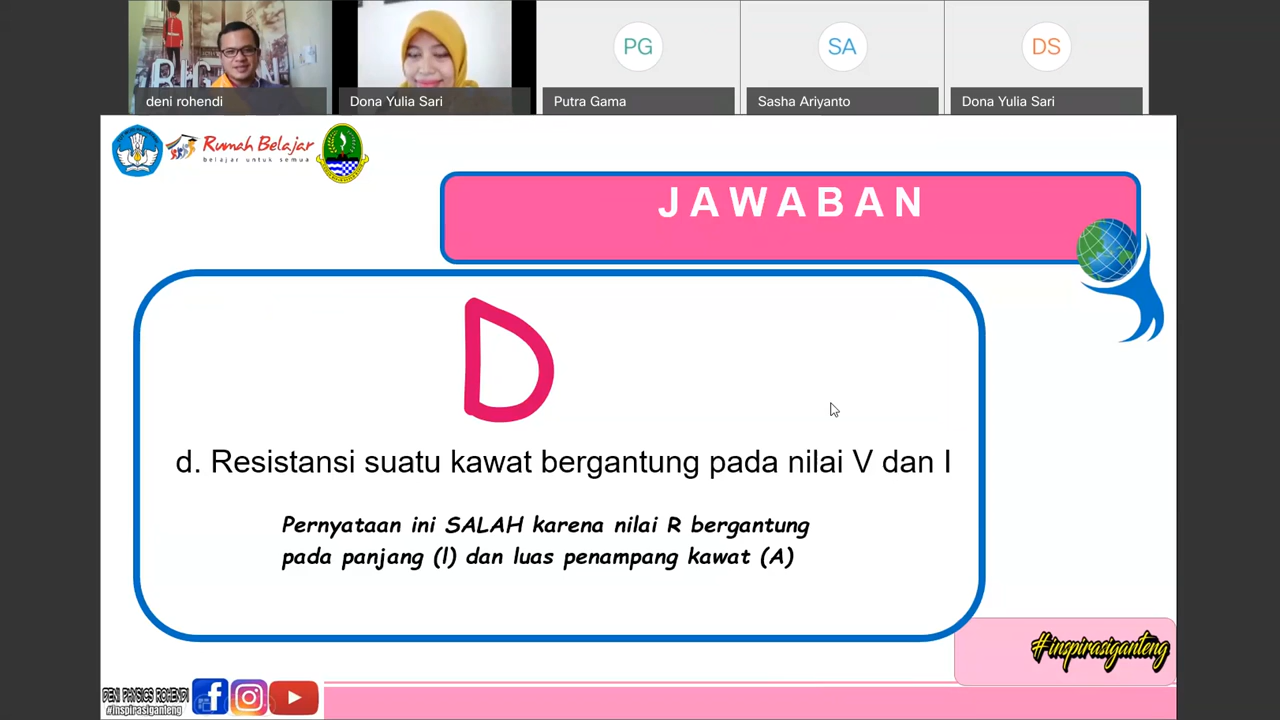 PG
SA
DS
deni rohendi
Dona Yulia Sari
Putra Gama
Sasha Ariyanto
Dona Yulia Sari
Rumah Belajar
belajar untuk semua
JAWABAN
D
d. Resistansi suatu kawat bergantung pada nilai V dan I
Pernyataan ini SALAH karena nilai R bergantung
pada panjang (l) dan luas penampang kawat (A)
#inspirasiganteng
DENI PHYSICS ROHENDI
#inspirasiganteng